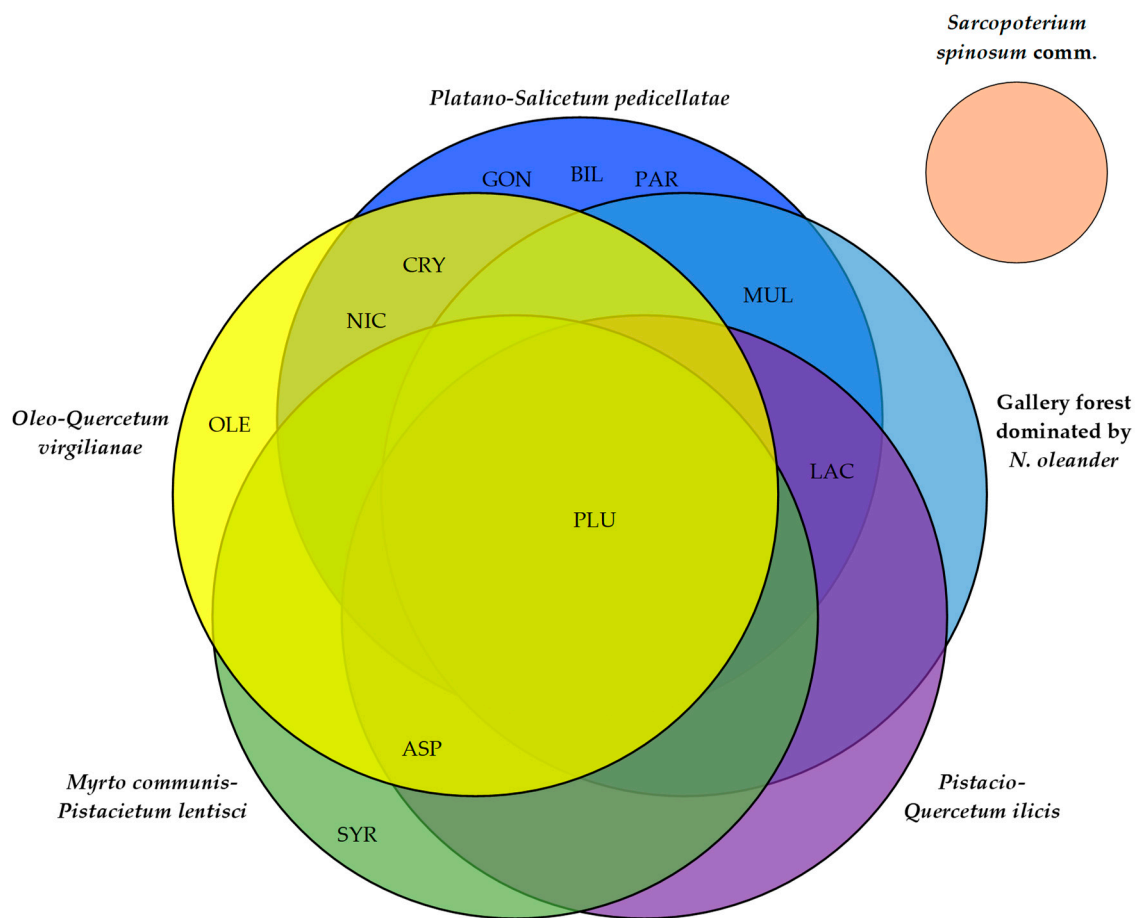 Sarcopoterium
spinosum comm.
Platano-Salicetum pedicellatae
GON
BIL
PAR
CRY
MUL
NIC
Oleo-Quercetum
virgilianae
OLE
Gallery forest
dominated by
N. oleander
LAC
PLU
ASP
Myrto communis-
Pistacietum lentisci
Pistacio-
Quercetum ilicis
SYR